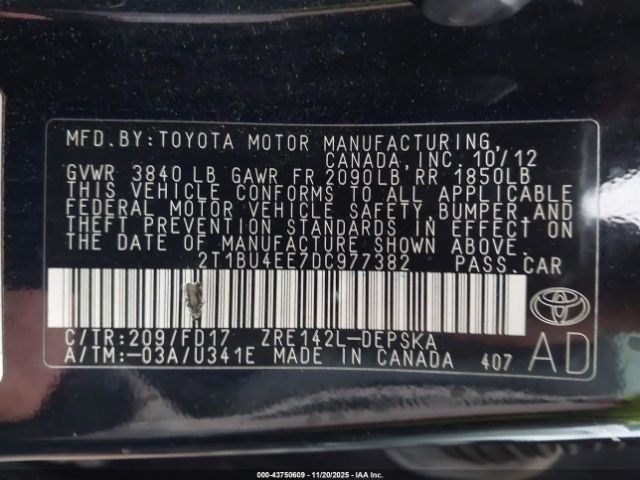 MFD.BY:TOYOTA MOTOR MANUFACTURING,
CANADA, INC. 10/12
GVWR 3840 LB GAWR FR 2090LB RR 1850LB
THIS VEHICLE CONFORMS TO ALL APPLICABLE
FEDERAL MOTOR VEHICLE SAFETY, BUMPER, AND
THEFT PREVENTION STANDARDS IN EFFECT ON
THE DATE OF MANUFACTURE SHOWN ABOVE.
2T1BU4EE7DC977382 PASS.CAR
C/TR:209/FD17 ZRE142L-DEPSKA
A/TM:-03A/U341E MADE IN CANADA 407
AD
000-43750609 - 11/20/2025 - IAA Inc.